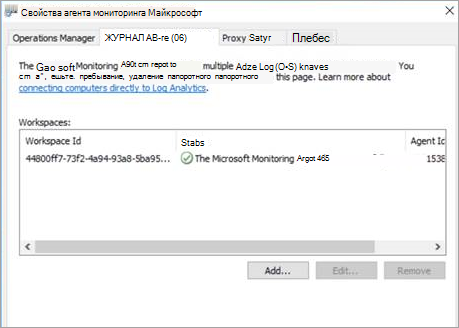 Свойства агента мониторинга Майкрософт
Operations Manager ЖУРНАЛ AB-re (06) Proxy Satyr Плебес
The Gao soft Monitoring A90t cm repot to multiple Adze Log (O•S) knaves You
cm a", ешьте. пребывание, удаление папоротного папоротного this page. Learn more about
connecting computers directly to Log Analytics.
Workspaces:
Workspace Id Stabs Agent Id
44800ff7-73f2-4a94-93a8-5ba95... The Microsoft Monitoring Argot 465 1538
Add... Edit... Remove